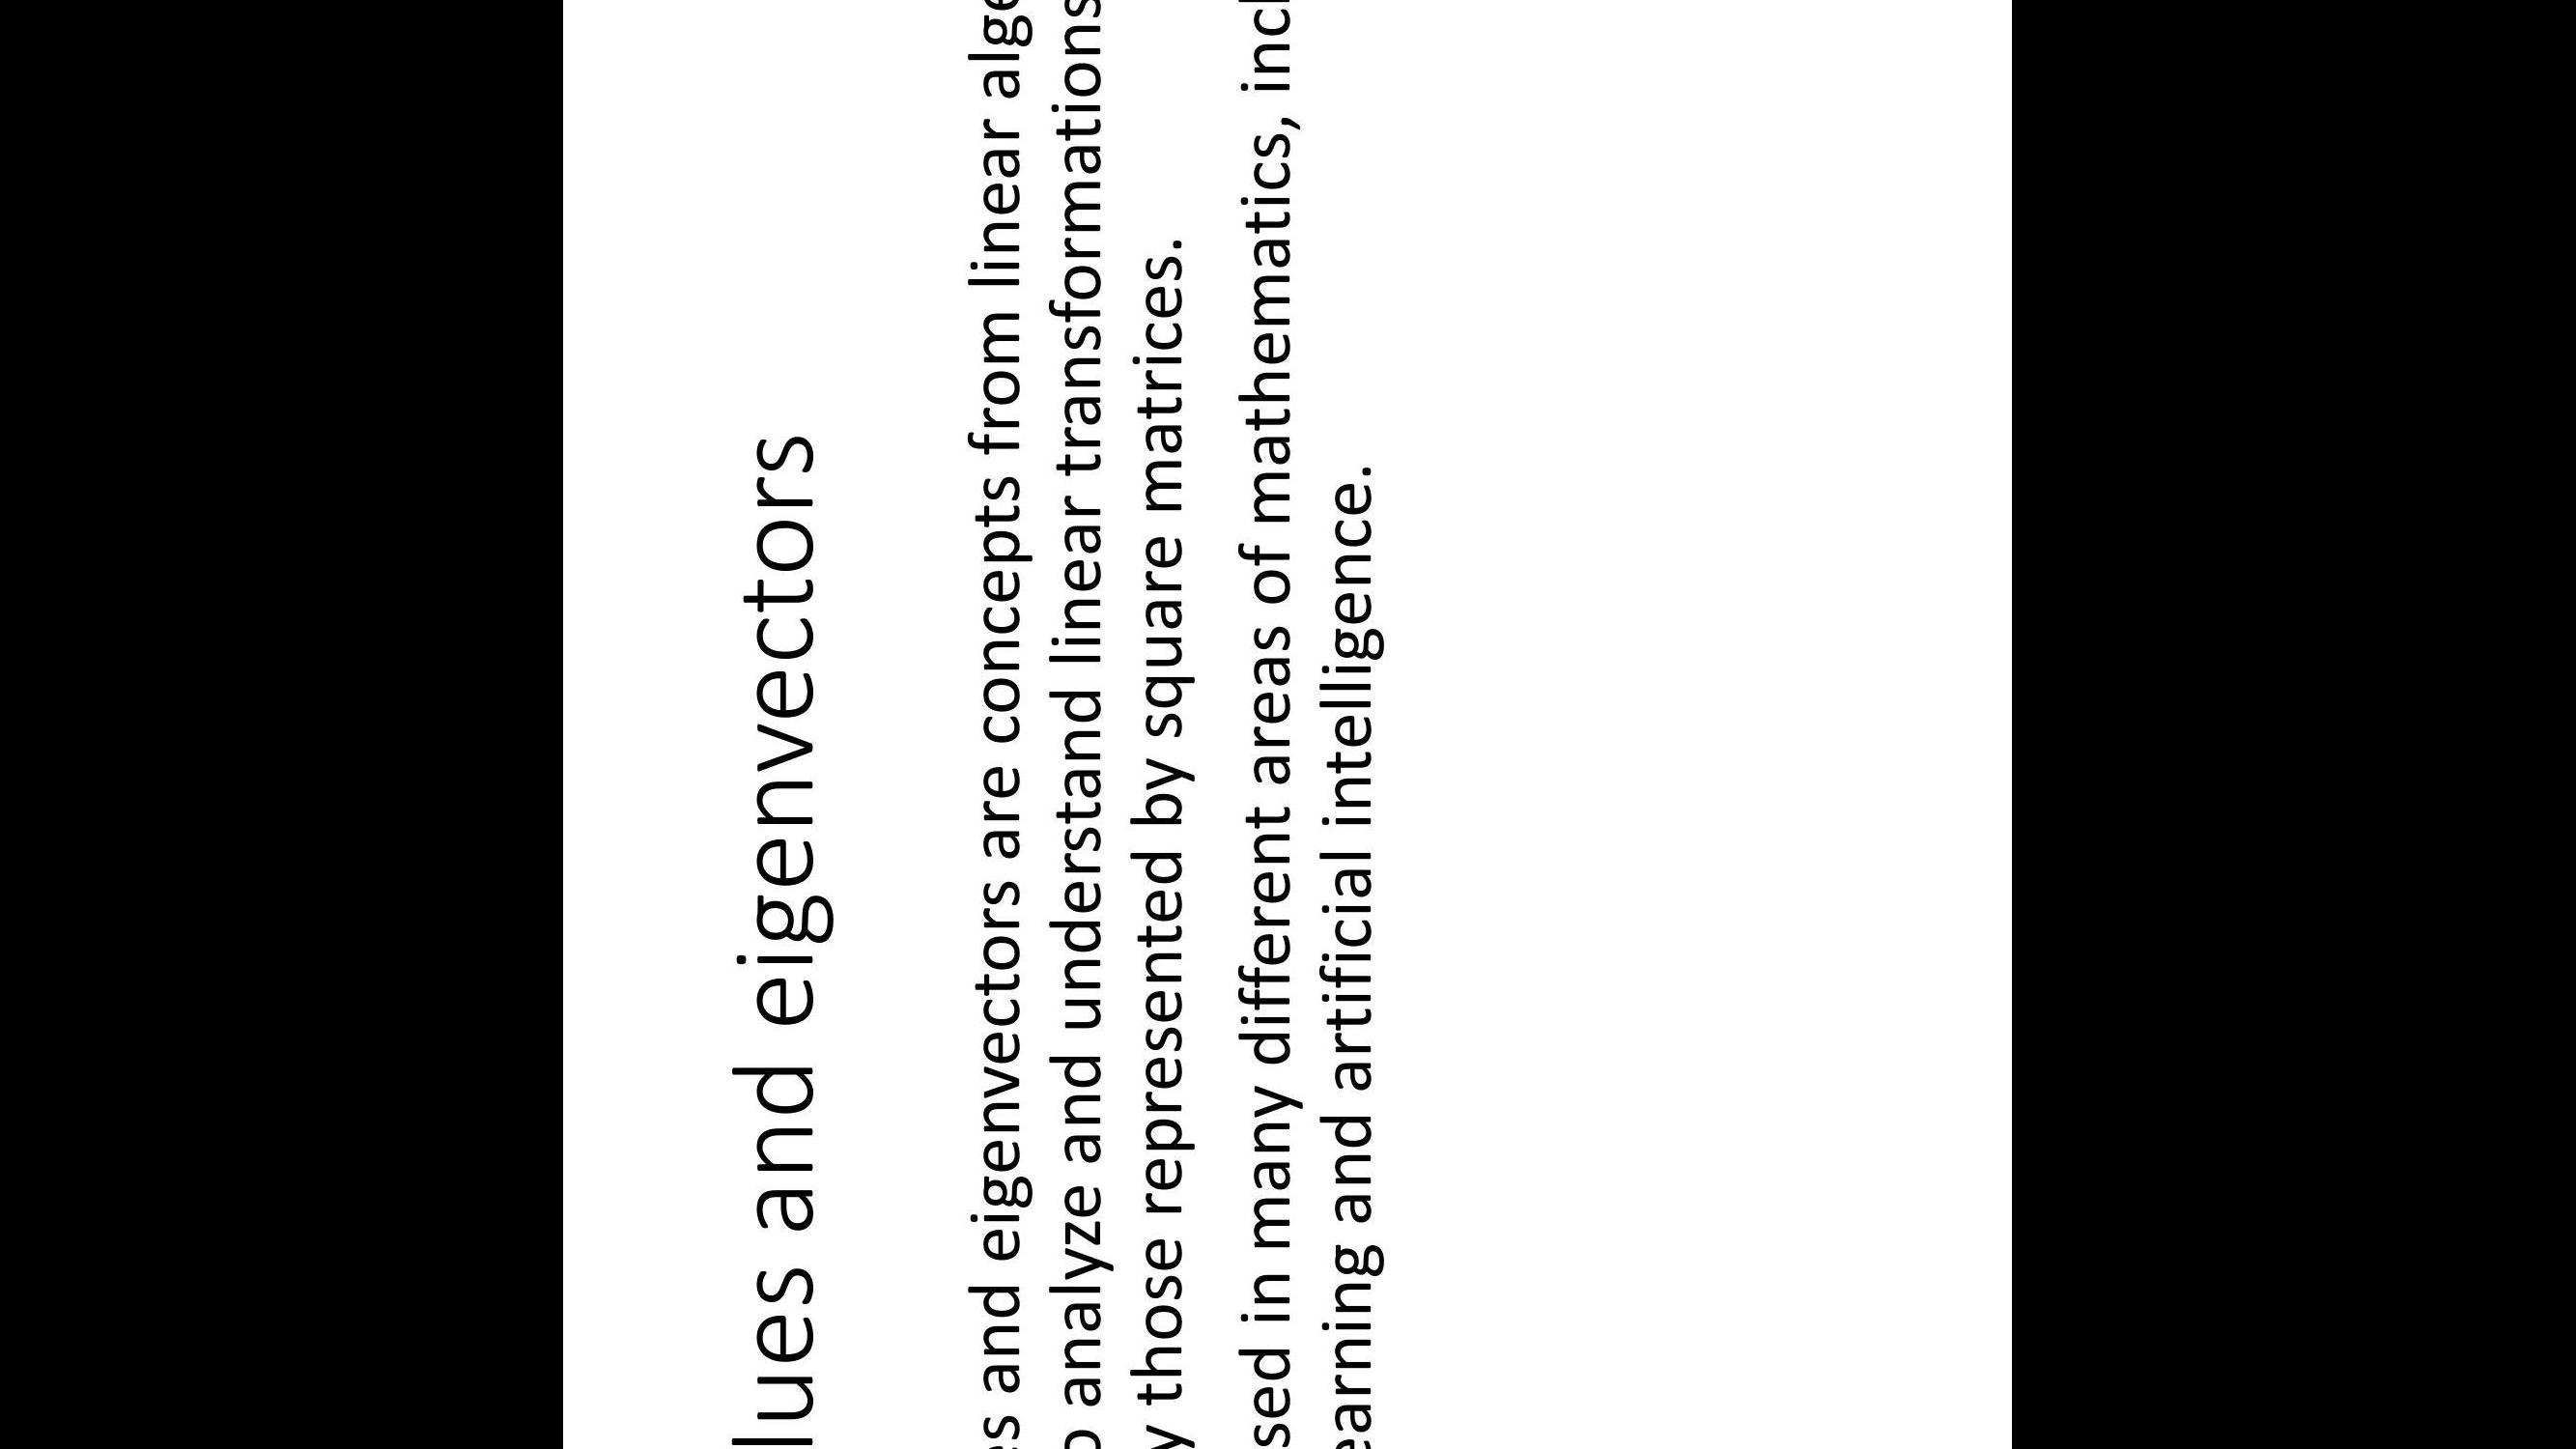 lues and eigenvectors
es and eigenvectors are concepts from linear alge
o analyze and understand linear transformations
y those represented by square matrices.
sed in many different areas of mathematics, incl
earning and artificial intelligence.